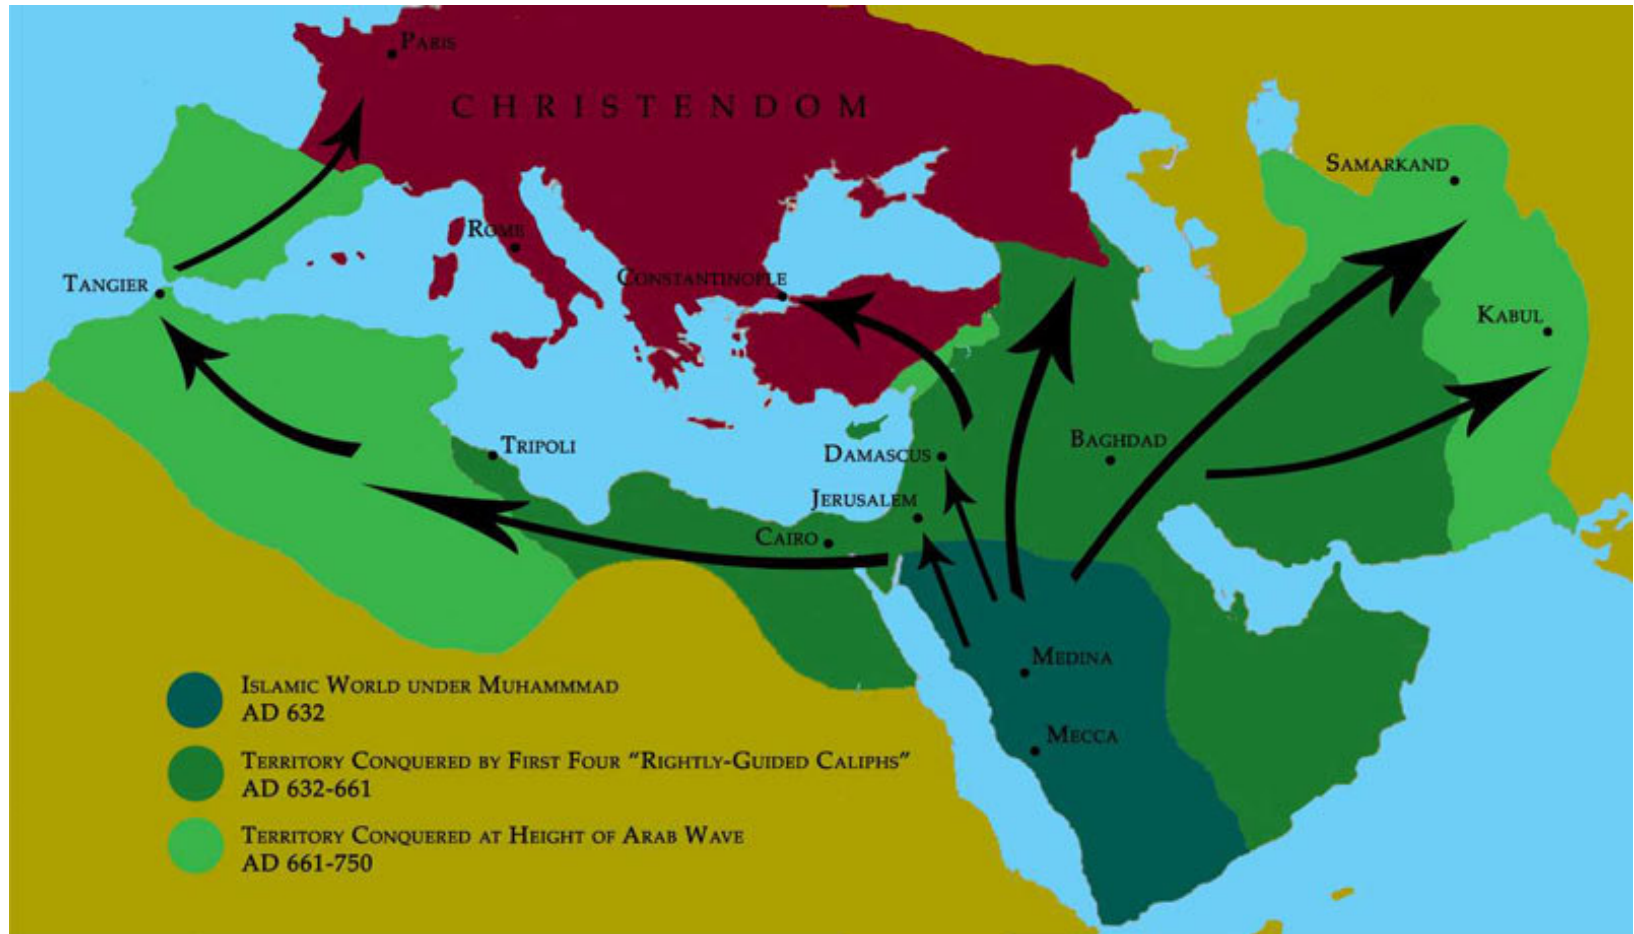 Paris
CHRISTENDOM
Samarkand
Rome
Constantinople
Tangier
Kabul
Tripoli
Baghdad
Damascus
Jerusalem
Cairo
Medina
Mecca
Islamic World under Muhammmad
AD 632
Territory Conquered by First Four "Rightly-Guided Caliphs"
AD 632-661
Territory Conquered at Height of Arab Wave
AD 661-750